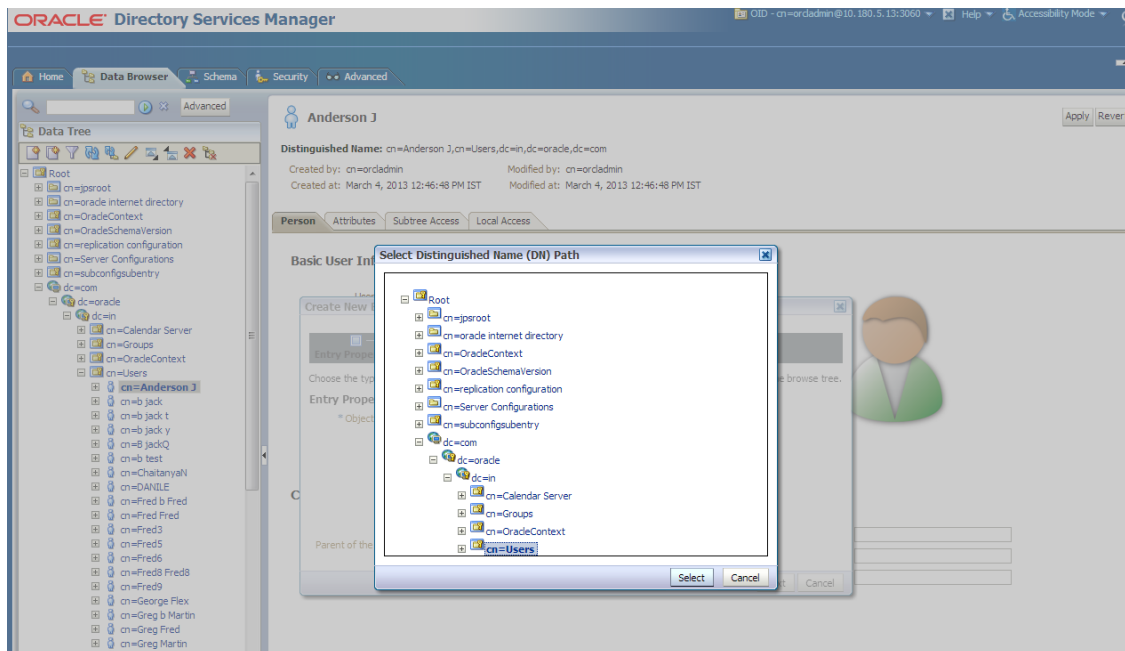 ORACLE Directory Services Manager
OID - cn=orcladmin@10.180.5.13:3060 Help Accessibility Mode
Home Data Browser Schema Security Advanced
Advanced
Data Tree
Root
cn=jpsroot
cn=oracle internet directory
cn=OracleContext
cn=OracleSchemaVersion
cn=replication configuration
cn=Server Configurations
cn=subconfigsubentry
dc=com
dc=oracle
dc=in
cn=Calendar Server
cn=Groups
cn=OracleContext
cn=Users
cn=Anderson J
cn=b jack
cn=b jack t
cn=b jack y
cn=B jackQ
cn=b test
cn=ChaitanyaN
cn=DANILE
cn=Fred b Fred
cn=Fred Fred
cn=Fred3
cn=Fred5
cn=Fred6
cn=Fred8 Fred8
cn=Fred9
cn=George Flex
cn=Greg b Martin
cn=Greg Fred
cn=Greg Martin
Anderson J
Apply Rever
Distinguished Name: cn=Anderson J,cn=Users,dc=in,dc=oracle,dc=com
Created by: cn=orcladmin Modified by: cn=orcladmin
Created at: March 4, 2013 12:46:48 PM IST Modified at: March 4, 2013 12:46:48 PM IST
Person Attributes Subtree Access Local Access
Basic User Inf
Create New
Entry Prope
Choose the typ
e browse tree.
Entry Prope
* Object
C
Parent of the
Cancel
Select Distinguished Name (DN) Path
Root
cn=jpsroot
cn=oracle internet directory
cn=OracleContext
cn=OracleSchemaVersion
cn=replication configuration
cn=Server Configurations
cn=subconfigsubentry
dc=com
dc=oracle
dc=in
cn=Calendar Server
cn=Groups
cn=OracleContext
cn=Users
Select Cancel